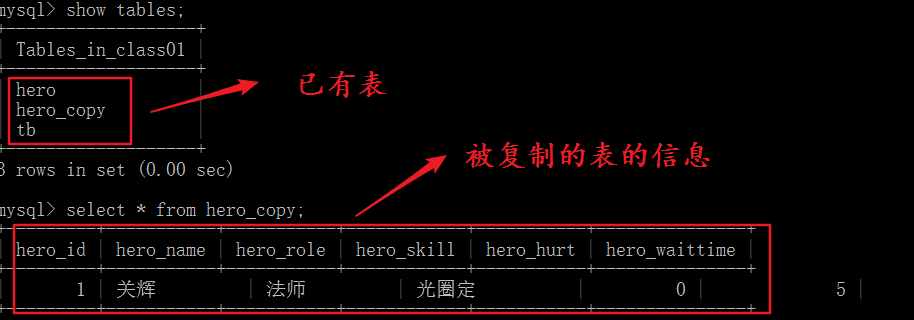 mysql> show tables;
+--------------------+
| Tables_in_class01 |
+--------------------+
hero
已有表
hero_copy
tb
+--------------------+
3 rows in set (0.00 sec)
被复制的表的信息
mysql> select * from hero_copy;
+---------+-----------+-----------+------------+-----------+---------------+
| hero_id | hero_name | hero_role | hero_skill | hero_hurt | hero_waittime |
+---------+-----------+-----------+------------+-----------+---------------+
| 1 | 关辉 | 法师 | 光圈定 | 0 | 5 |
+---------+-----------+-----------+------------+-----------+---------------+